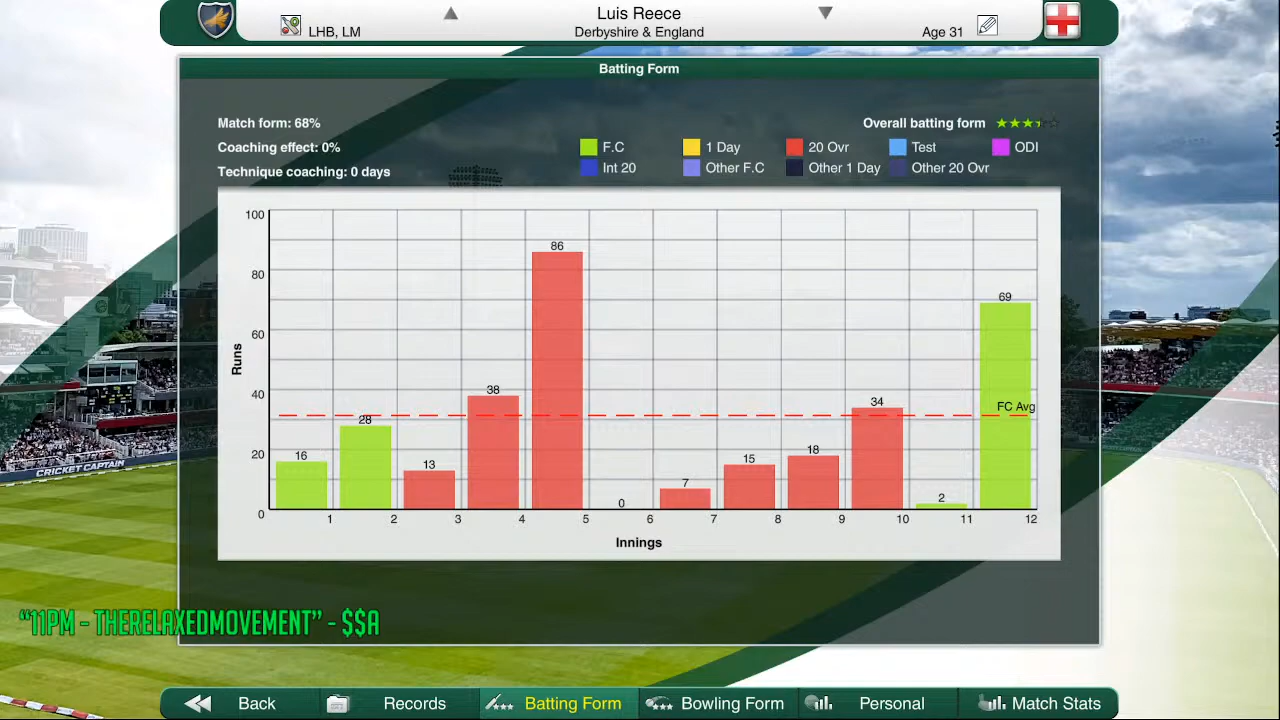 Luis Reece
LHB, LM
Derbyshire & England
Age 31
Batting Form
Match form: 68%
Overall batting form
Coaching effect: 0%
F.C
1 Day
20 Ovr
Test
ODI
Technique coaching: 0 days
Int 20
Other F.C
Other 1 Day
Other 20 Ovr
100
80
60
40
20
0
Runs
16
28
13
38
86
0
7
15
18
34
2
69
FC Avg
1
2
3
4
5
6
7
8
9
10
11
12
Innings
CRICKET CAPTAIN
"11PM - THERELAXEDMOVEMENT" - $$A
Back
Records
Batting Form
Bowling Form
Personal
Match Stats